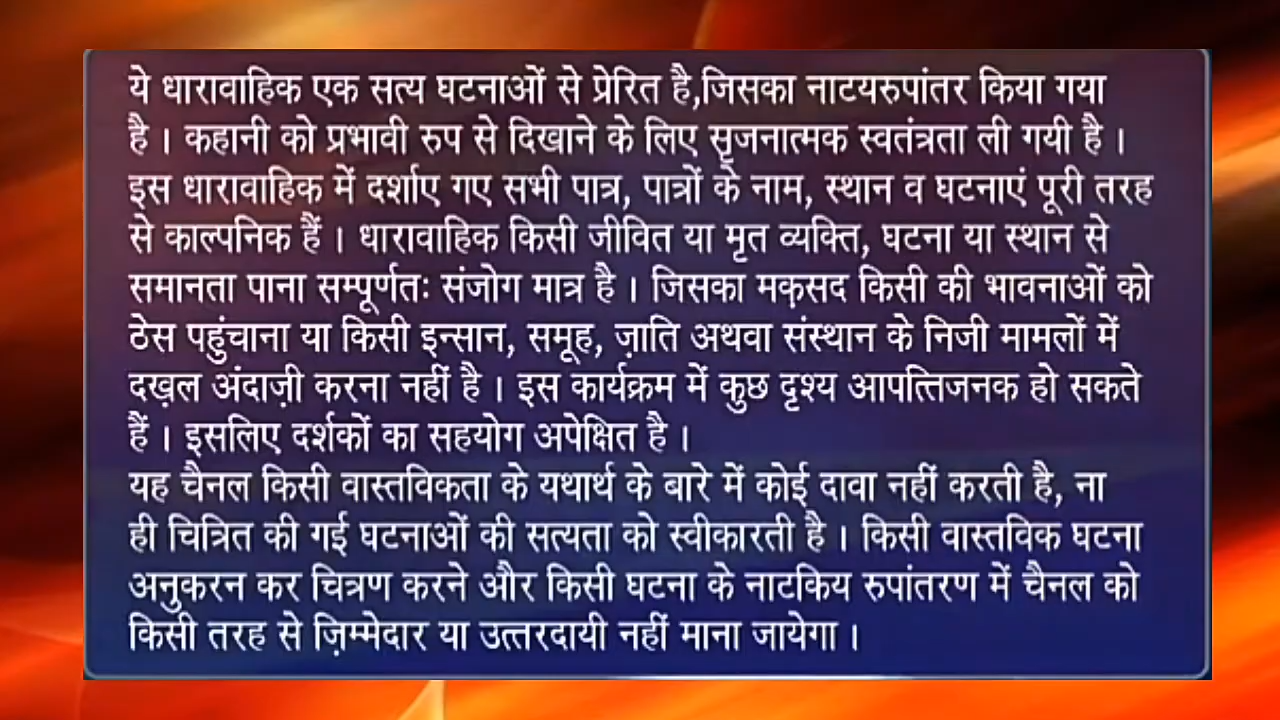 ये धारावाहिक एक सत्य घटनाओं से प्रेरित है,जिसका नाटयरुपांतर किया गया
है । कहानी को प्रभावी रुप से दिखाने के लिए सृजनात्मक स्वतंत्रता ली गयी है ।
इस धारावाहिक में दर्शाए गए सभी पात्र, पात्रों के नाम, स्थान व घटनाएं पूरी तरह
से काल्पनिक हैं । धारावाहिक किसी जीवित या मृत व्यक्ति, घटना या स्थान से
समानता पाना सम्पूर्णतः संजोग मात्र है । जिसका मक़सद किसी की भावनाओं को
ठेस पहुंचाना या किसी इन्सान, समूह, ज़ाति अथवा संस्थान के निजी मामलों में
दख़ल अंदाज़ी करना नहीं है । इस कार्यक्रम में कुछ दृश्य आपत्तिजनक हो सकते
हैं । इसलिए दर्शकों का सहयोग अपेक्षित है ।
यह चैनल किसी वास्तविकता के यथार्थ के बारे में कोई दावा नहीं करती है, ना
ही चित्रित की गई घटनाओं की सत्यता को स्वीकारती है । किसी वास्तविक घटना
अनुकरन कर चित्रण करने और किसी घटना के नाटकिय रुपांतरण में चैनल को
किसी तरह से ज़िम्मेदार या उत्तरदायी नहीं माना जायेगा ।